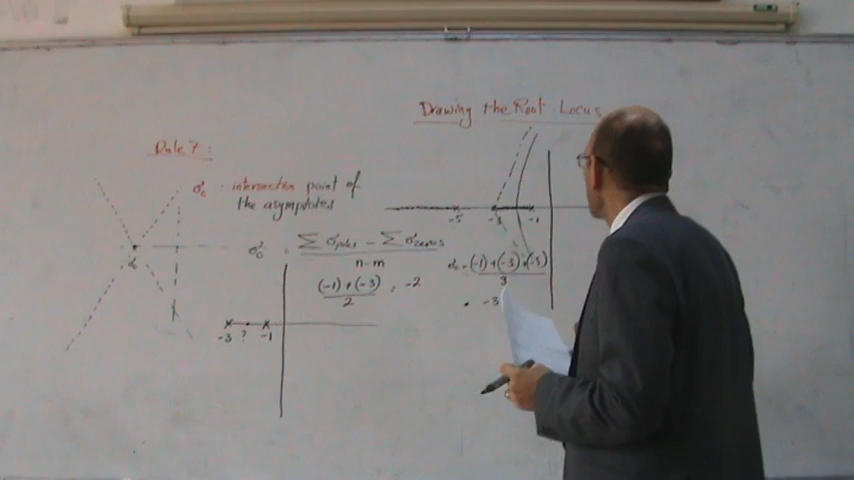 Drawing the Root Locus
Rule 7:
σ₀ : intersection point of
the asymptotes
σ₀ = Σ σpoles − Σ σzeros
n-m
(-1) + (-3)
2
= -2
-3 ? -1
-5 -3 -1
σ₀ = (-1) + (-3) + (-5)
3
= -3
σ₀